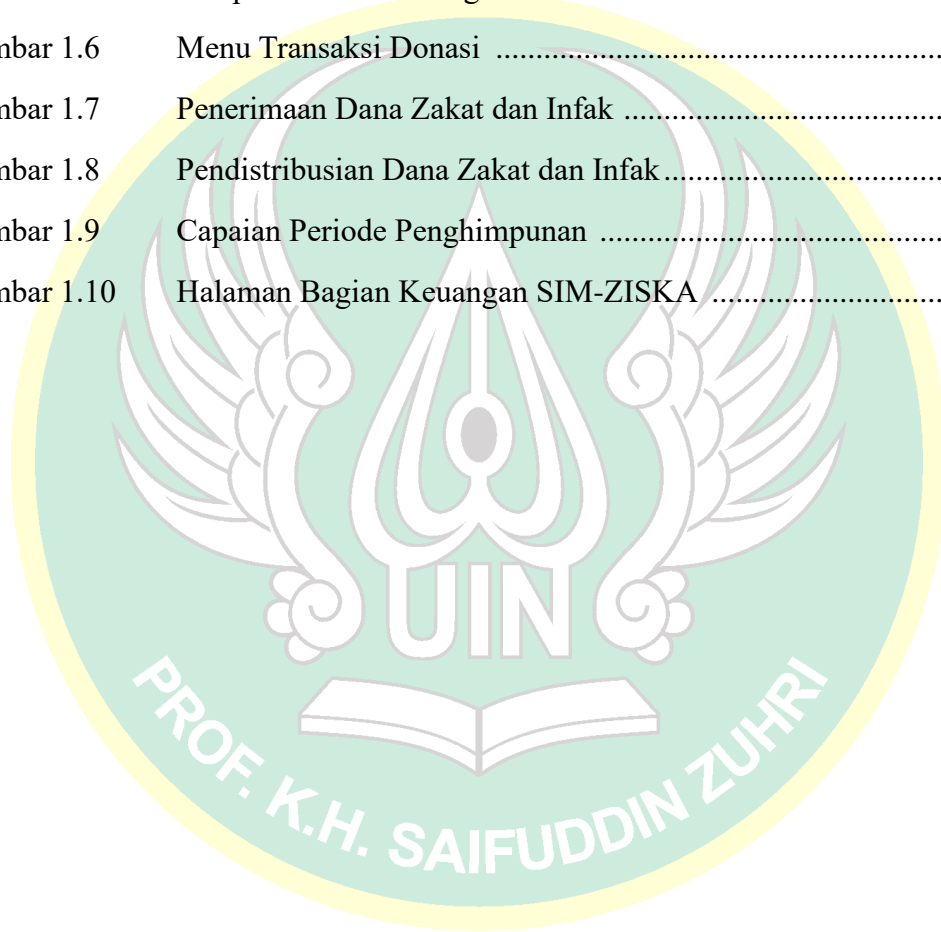 mbar 1.6 Menu Transaksi Donasi ..........................................................
mbar 1.7 Penerimaan Dana Zakat dan Infak ..........................................
mbar 1.8 Pendistribusian Dana Zakat dan Infak.....................................
mbar 1.9 Capaian Periode Penghimpunan .............................................
mbar 1.10 Halaman Bagian Keuangan SIM-ZISKA ..............................
UIN
PROF. K.H. SAIFUDDIN ZUHRI